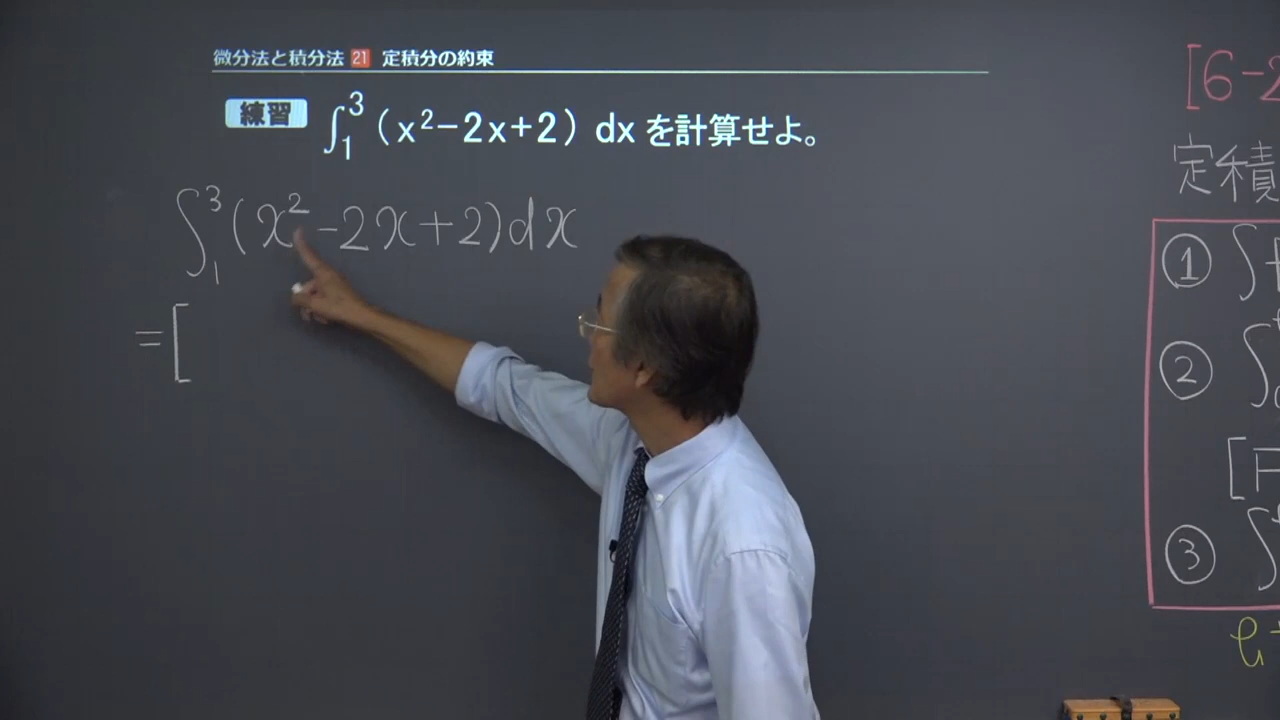 微分法と積分法 21 定積分の約束
練習 ∫₁³ (x²−2x+2) dx を計算せよ。
∫₁³ (x²−2x+2)dx
= [
[6-2
定積
① ∫
② ∫
[F
③ ∫